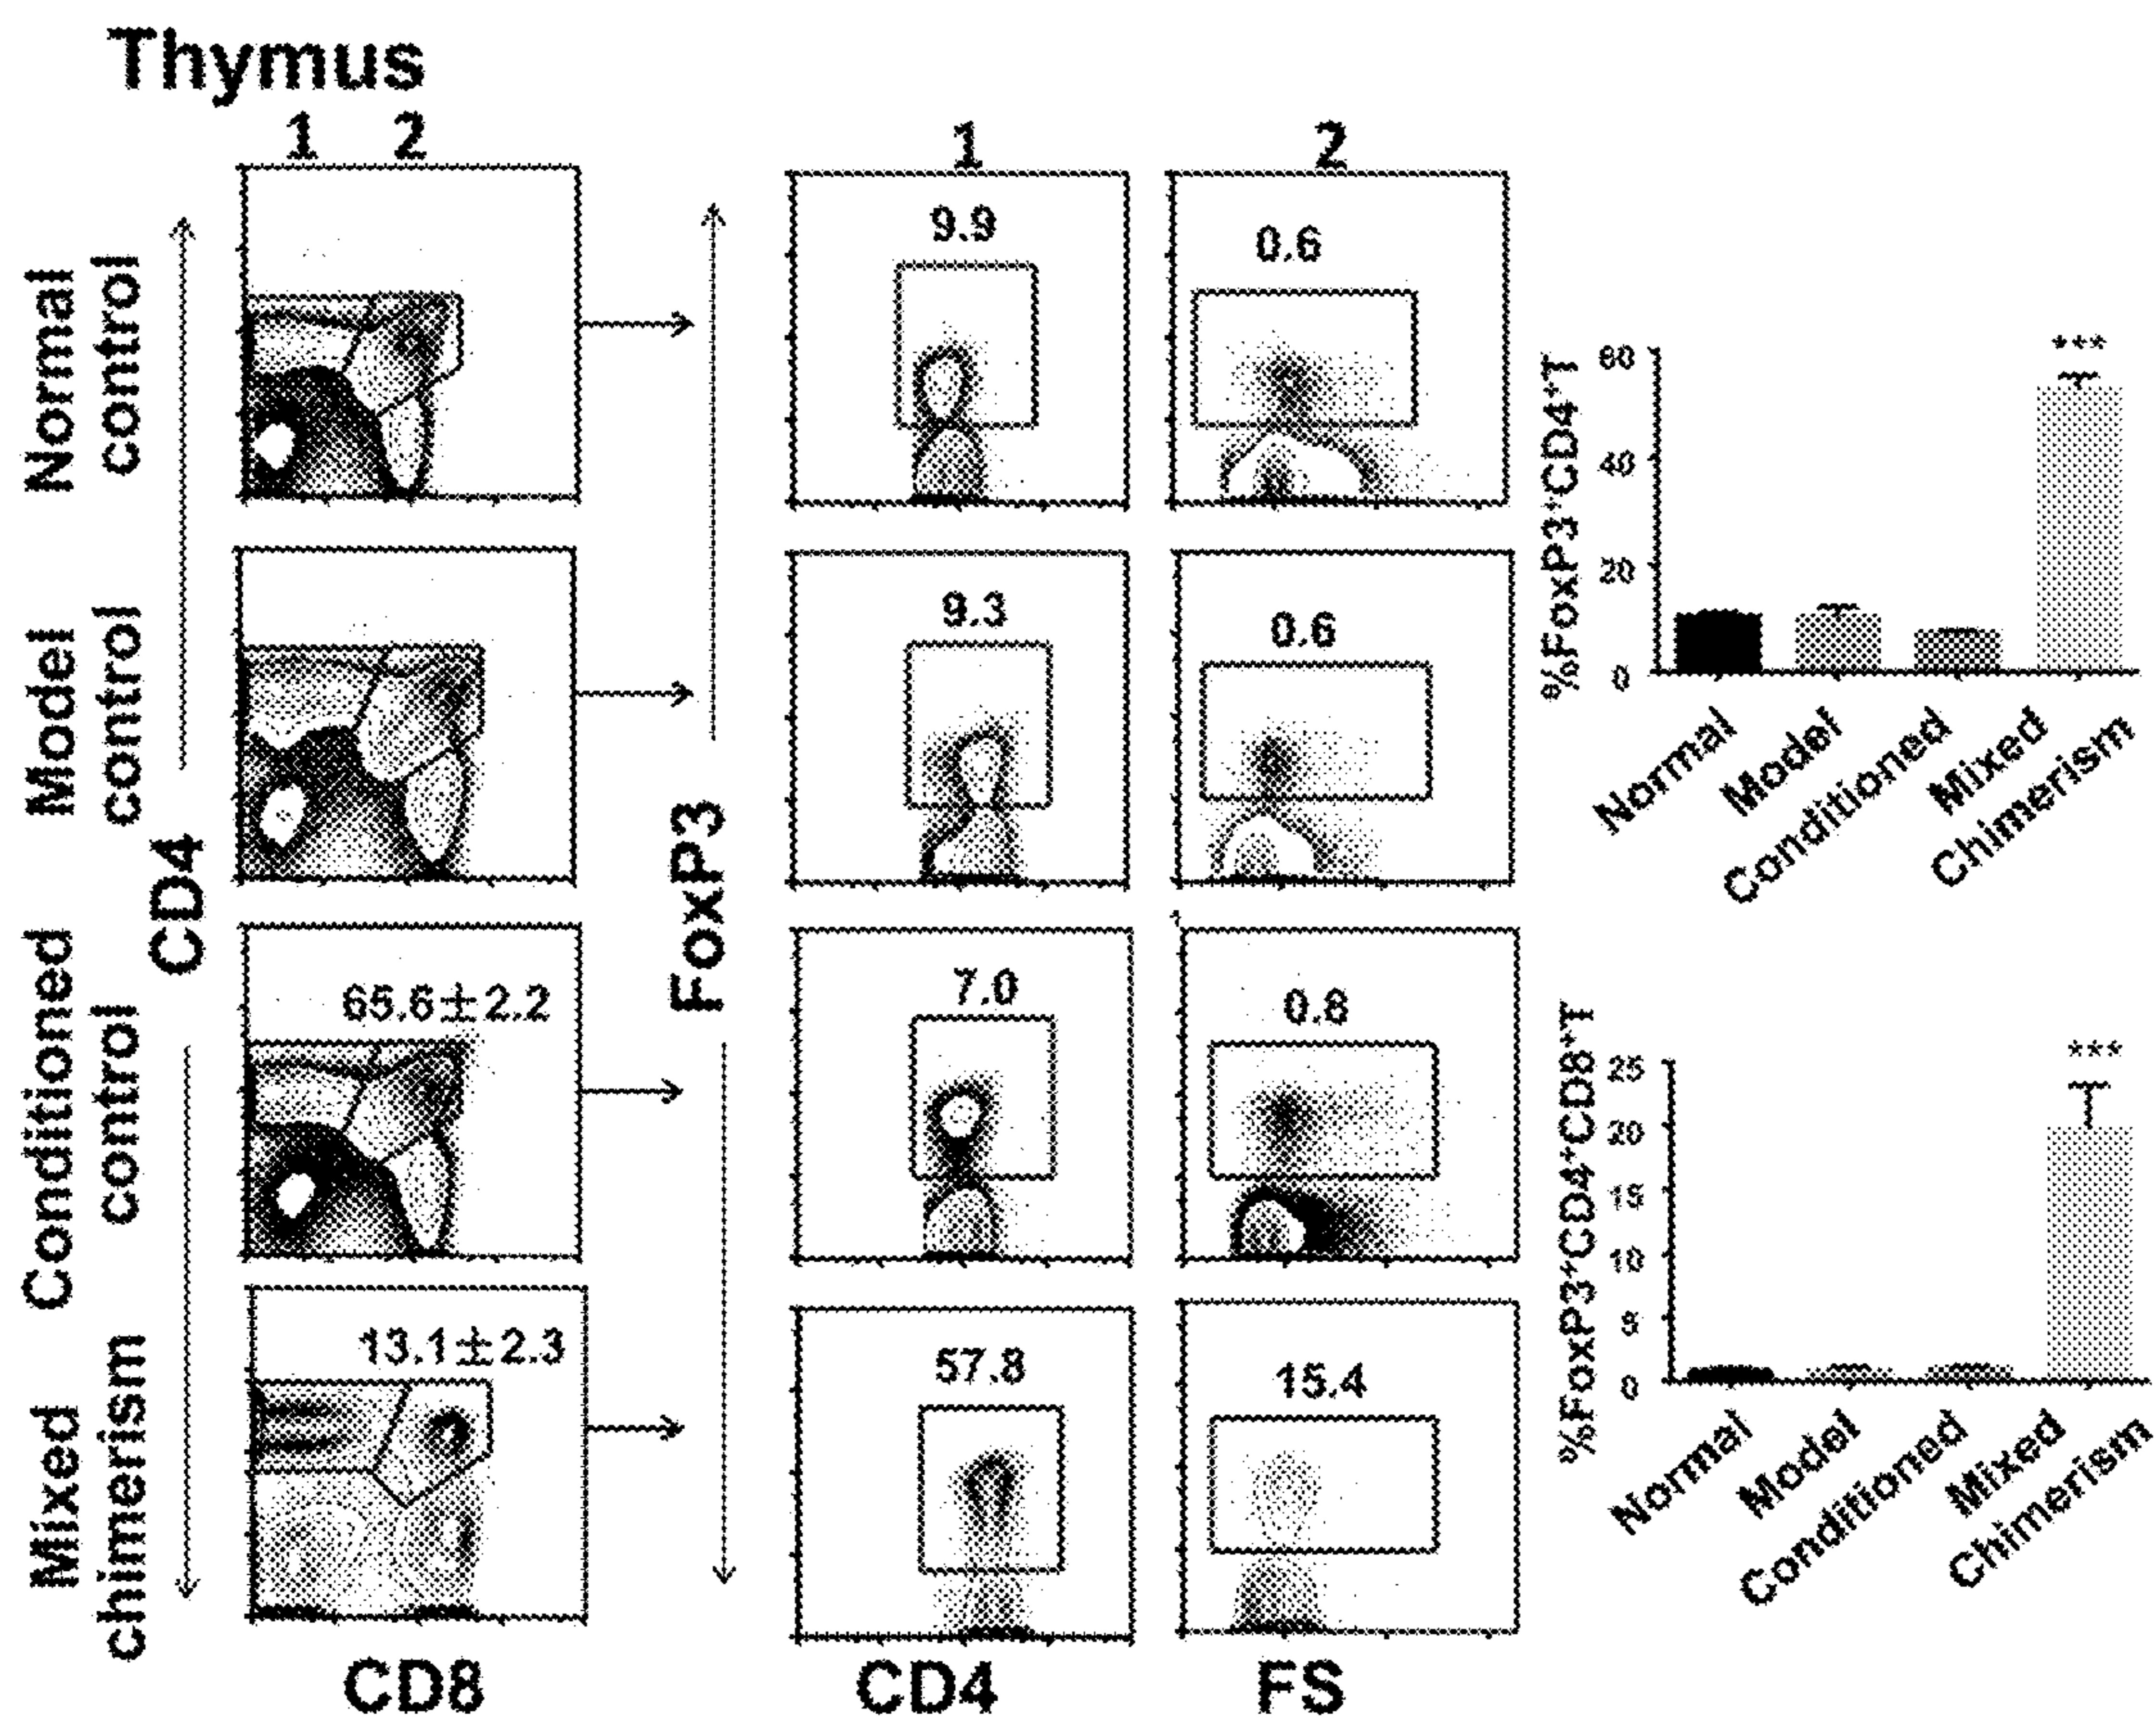 Thymus
1 2
1
2
Normal
control
Model
control
Conditioned
control
Mixed
chimerism
CD4
FoxP3
9.9
0.6
9.3
0.6
65.6±2.2
7.0
0.8
13.1±2.3
57.8
15.4
CD8
CD4
FS
%FoxP3+CD4+T
60
40
20
0
***
Normal
Model
Conditioned
Mixed
Chimerism
%FoxP3+CD4+CD8+T
25
20
15
10
5
0
***
Normal
Model
Conditioned
Mixed
Chimerism